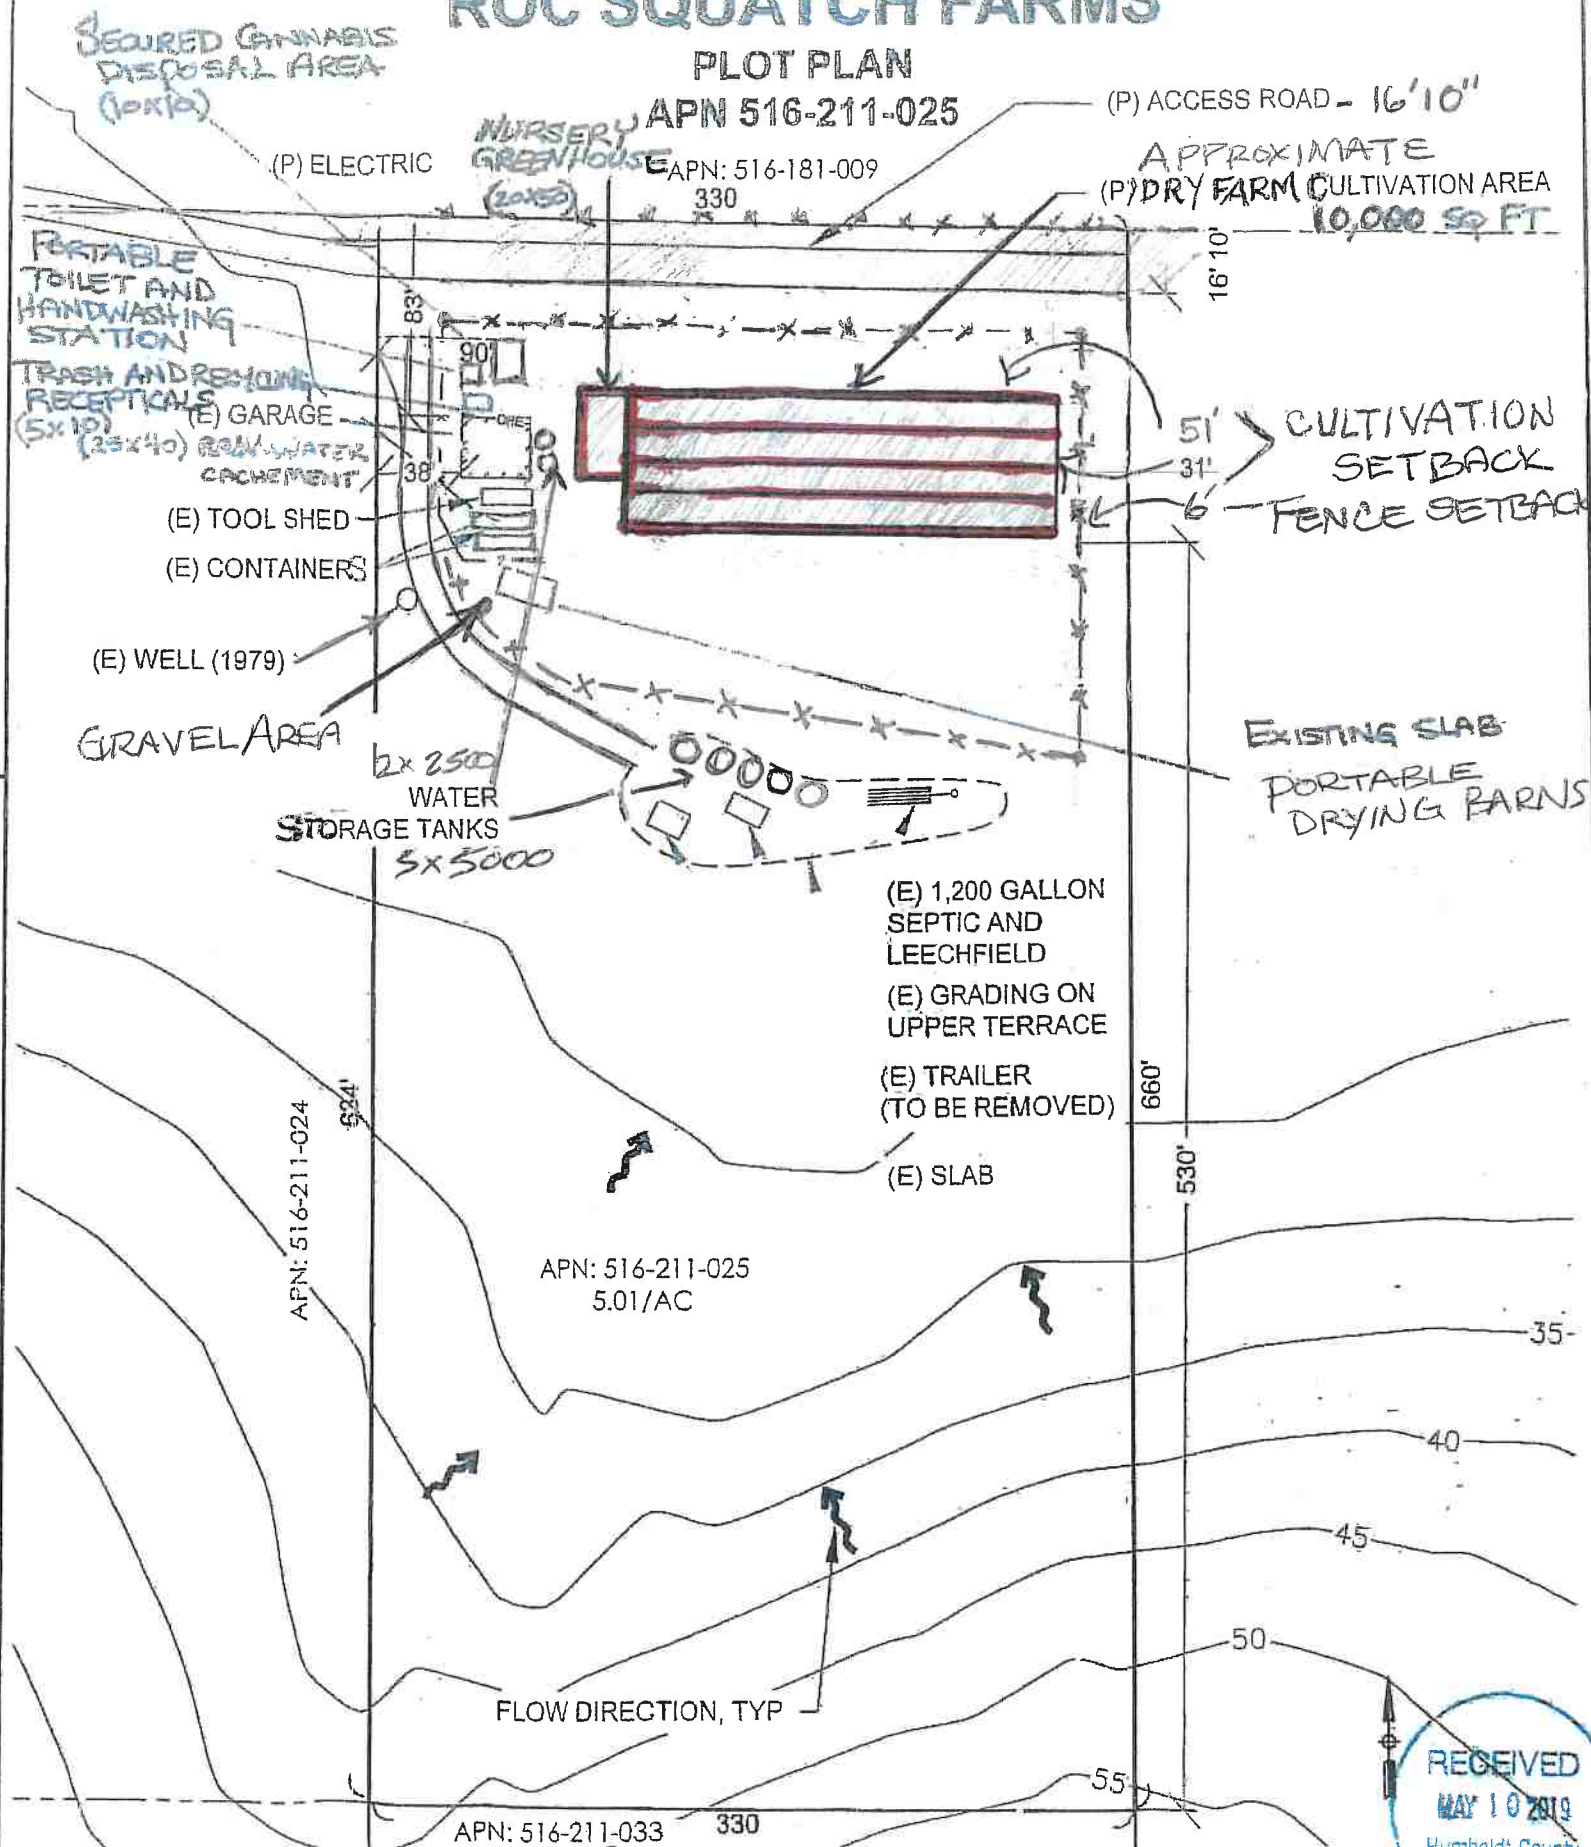 ROC SQUATCH FARMS
PLOT PLAN
APN 516-211-025
SECURED CANNABIS
DISPOSAL AREA
(10x10)
(P) ELECTRIC
NURSERY
GREENHOUSE
(20x50)
APN: 516-181-009
330
(P) ACCESS ROAD - 16'10"
APPROXIMATE
(P) DRY FARM CULTIVATION AREA
10,000 SQ FT
16' 10"
PORTABLE
TOILET AND
HANDWASHING
STATION
TRASH AND RECYCLING
RECEPTICALS
(5x10)
(E) GARAGE
(25x40) RAIN WATER
CACHEMENT
83'
90'
38'
OHE
(E) TOOL SHED
(E) CONTAINERS
(E) WELL (1979)
GRAVEL AREA
51'
31'
CULTIVATION
SETBACK
6'
FENCE SETBACK
2x 2500
WATER
STORAGE TANKS
5x5000
EXISTING SLAB
PORTABLE
DRYING BARNS
(E) 1,200 GALLON
SEPTIC AND
LEECHFIELD
(E) GRADING ON
UPPER TERRACE
(E) TRAILER
(TO BE REMOVED)
(E) SLAB
APN: 516-211-024
624'
660'
530'
APN: 516-211-025
5.01/AC
35
40
45
50
55
FLOW DIRECTION, TYP
APN: 516-211-033
330
RECEIVED
MAY 10 2019
Humboldt County